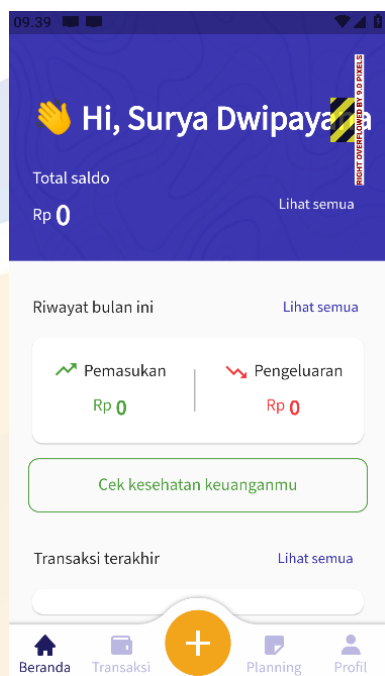 09.39
👋 Hi, Surya Dwipayana
RIGHT OVERFLOWED BY 9.0 PIXELS
Total saldo
Rp 0
Lihat semua
Riwayat bulan ini
Lihat semua
Pemasukan
Pengeluaran
Rp 0
Rp 0
Cek kesehatan keuanganmu
Transaksi terakhir
Lihat semua
Beranda
Transaksi
Planning
Profil